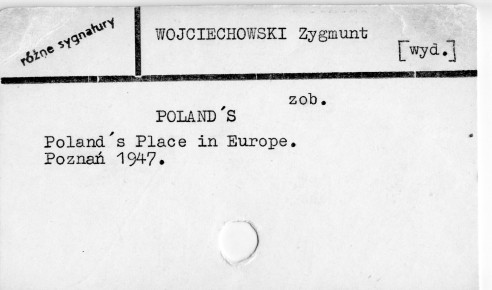 różne sygnatury
WOJCIECHOWSKI Zygmunt
[wyd.]
zob.
POLAND´S
Poland´s Place in Europe.
Poznań 1947.